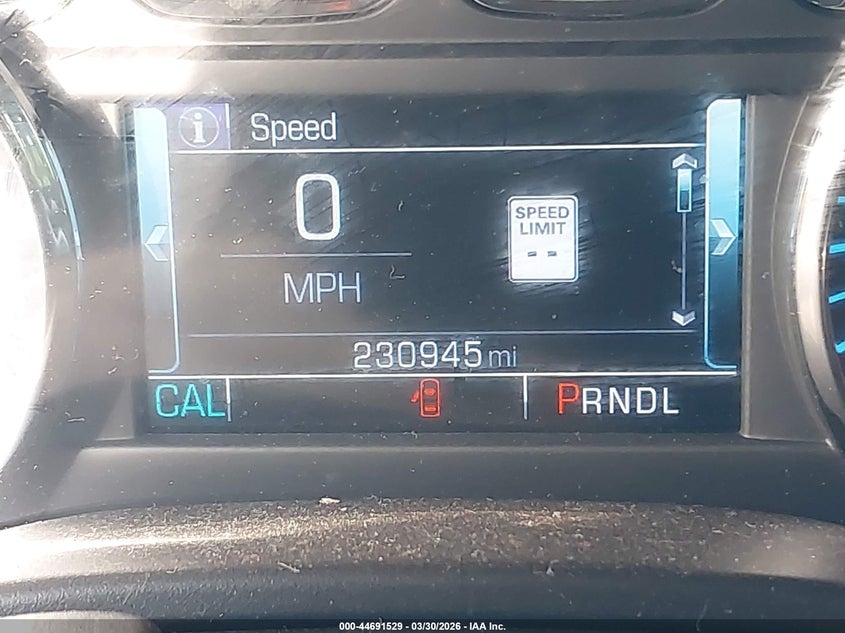 i Speed
0
MPH
SPEED
LIMIT
--
230945 mi
CAL
PRNDL
000-44691529 - 03/30/2026 - IAA Inc.